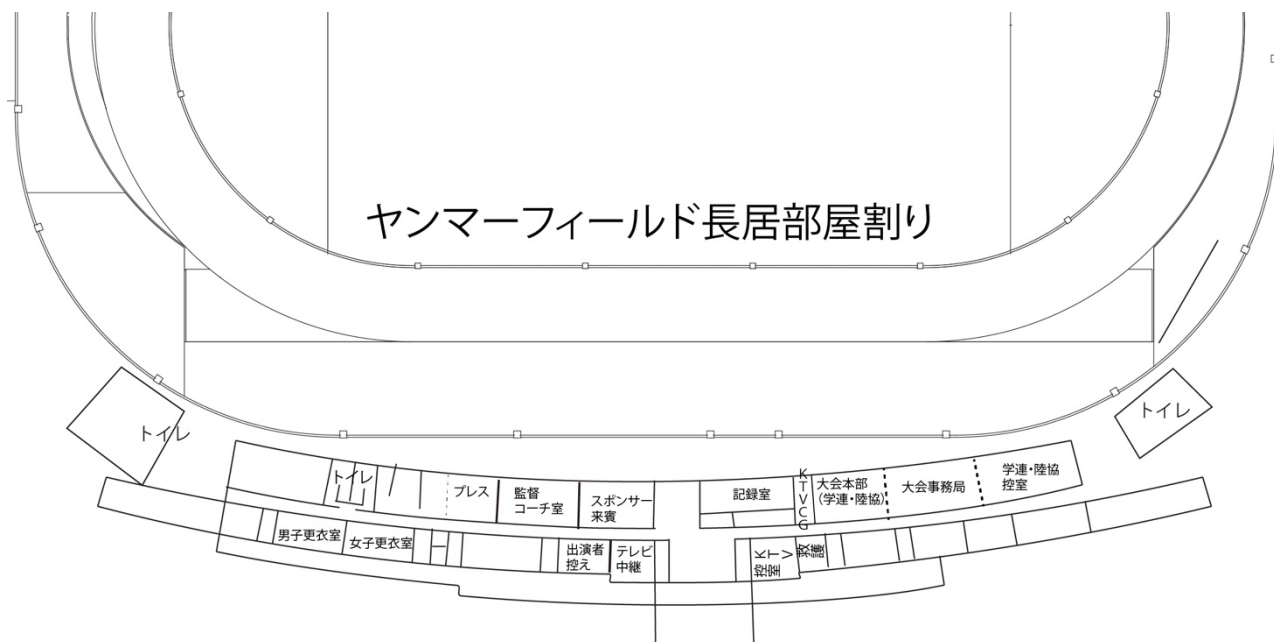 ヤンマーフィールド長居部屋割り
トイレ
トイレ
トイレ
プレス
監督
コーチ室
スポンサー
来賓
記録室
KTVCG
大会本部
（学連・陸協）
大会事務局
学連・陸協
控室
男子更衣室
女子更衣室
出演者
控え
テレビ
中継
KTV
控室
救護